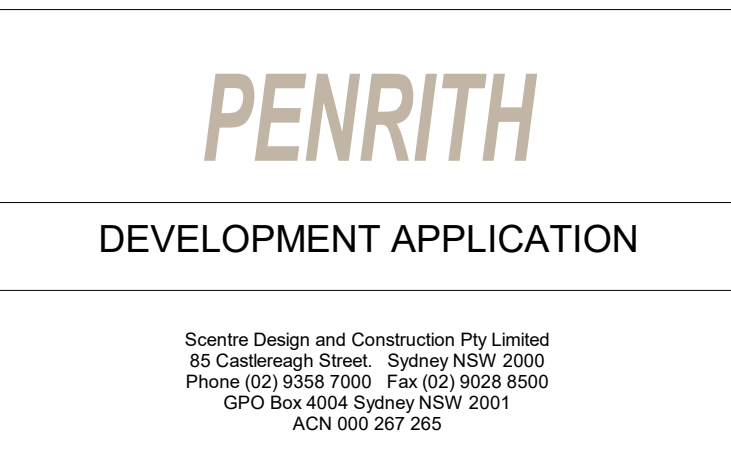 PENRITH
DEVELOPMENT APPLICATION
Scentre Design and Construction Pty Limited
85 Castlereagh Street.   Sydney NSW 2000
Phone (02) 9358 7000   Fax (02) 9028 8500
GPO Box 4004 Sydney NSW 2001
ACN 000 267 265